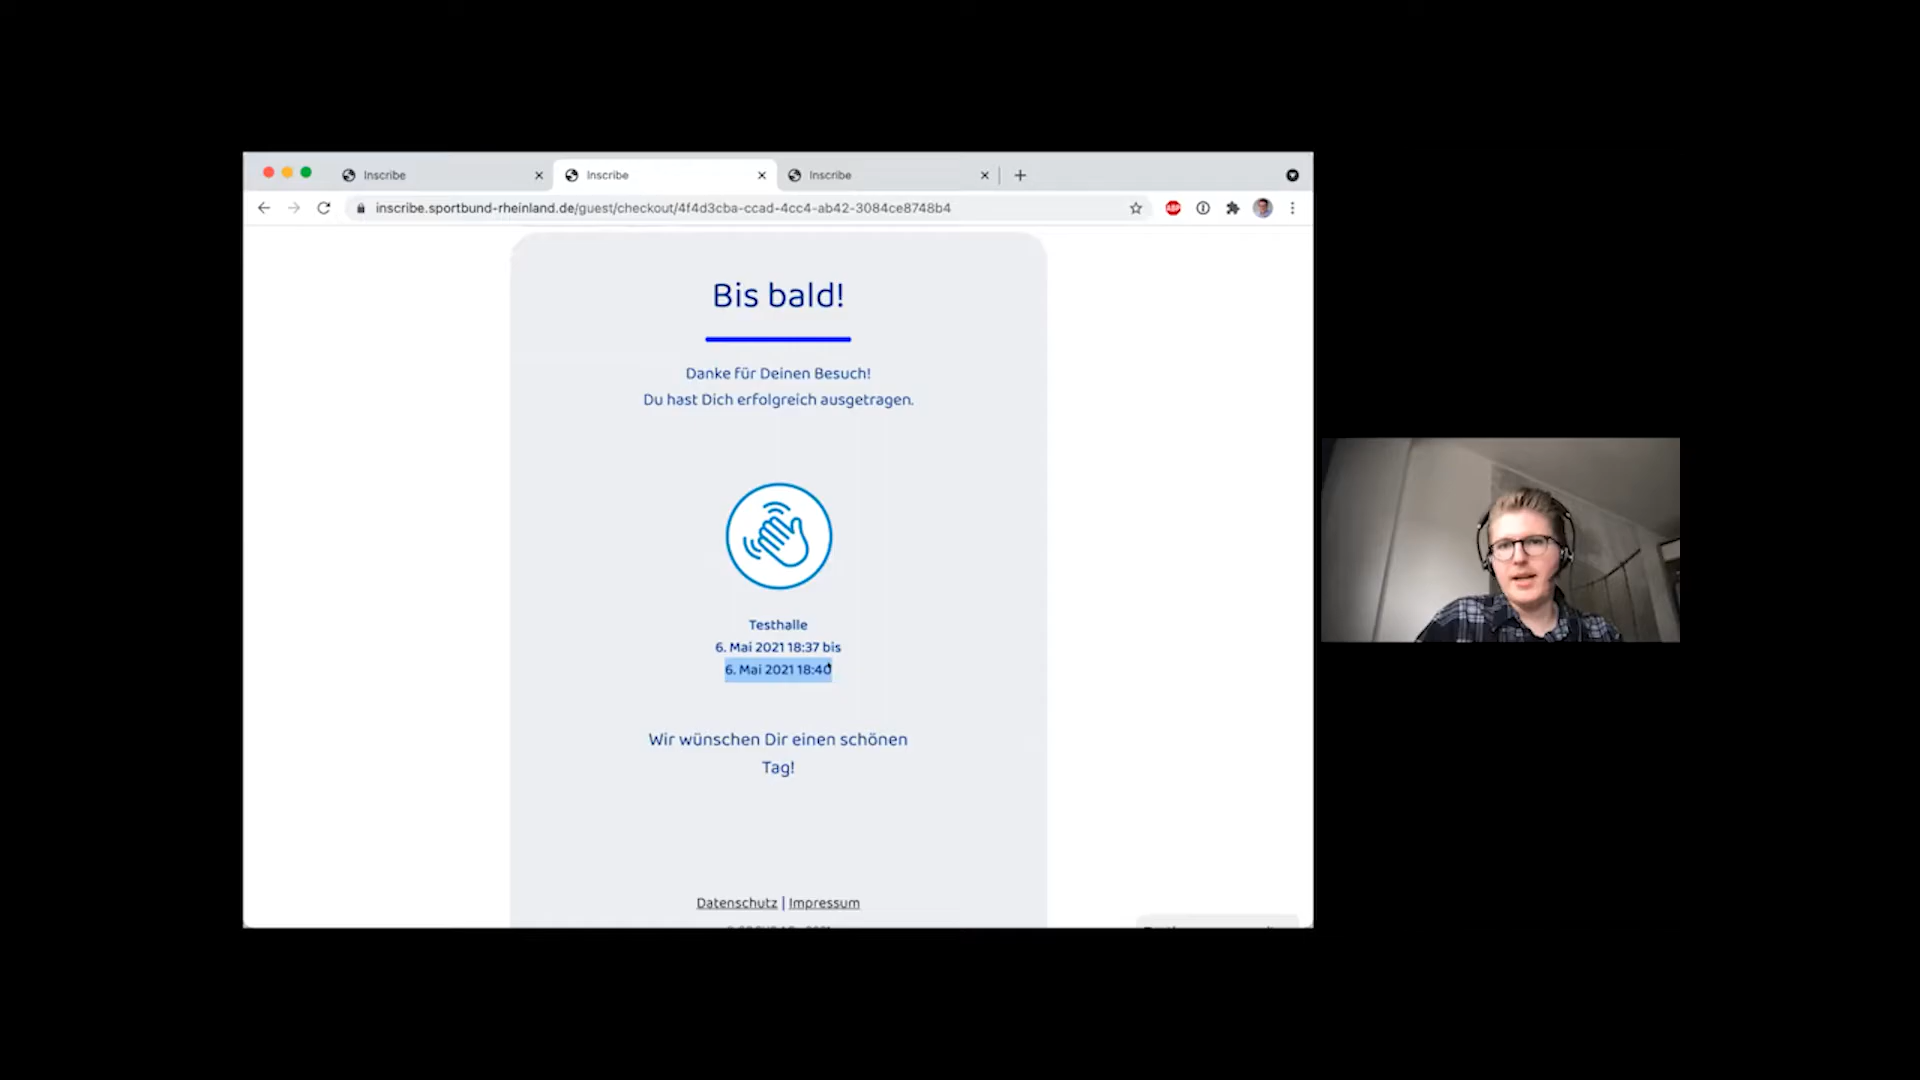 Inscribe
Inscribe
Inscribe
inscribe.sportbund-rheinland.de/guest/checkout/4f4d3cba-ccad-4cc4-ab42-3084ce8748b4
ABP
Bis bald!
Danke für Deinen Besuch!
Du hast Dich erfolgreich ausgetragen.
Testhalle
6. Mai 2021 18:37 bis
6. Mai 2021 18:40
Wir wünschen Dir einen schönen
Tag!
Datenschutz | Impressum